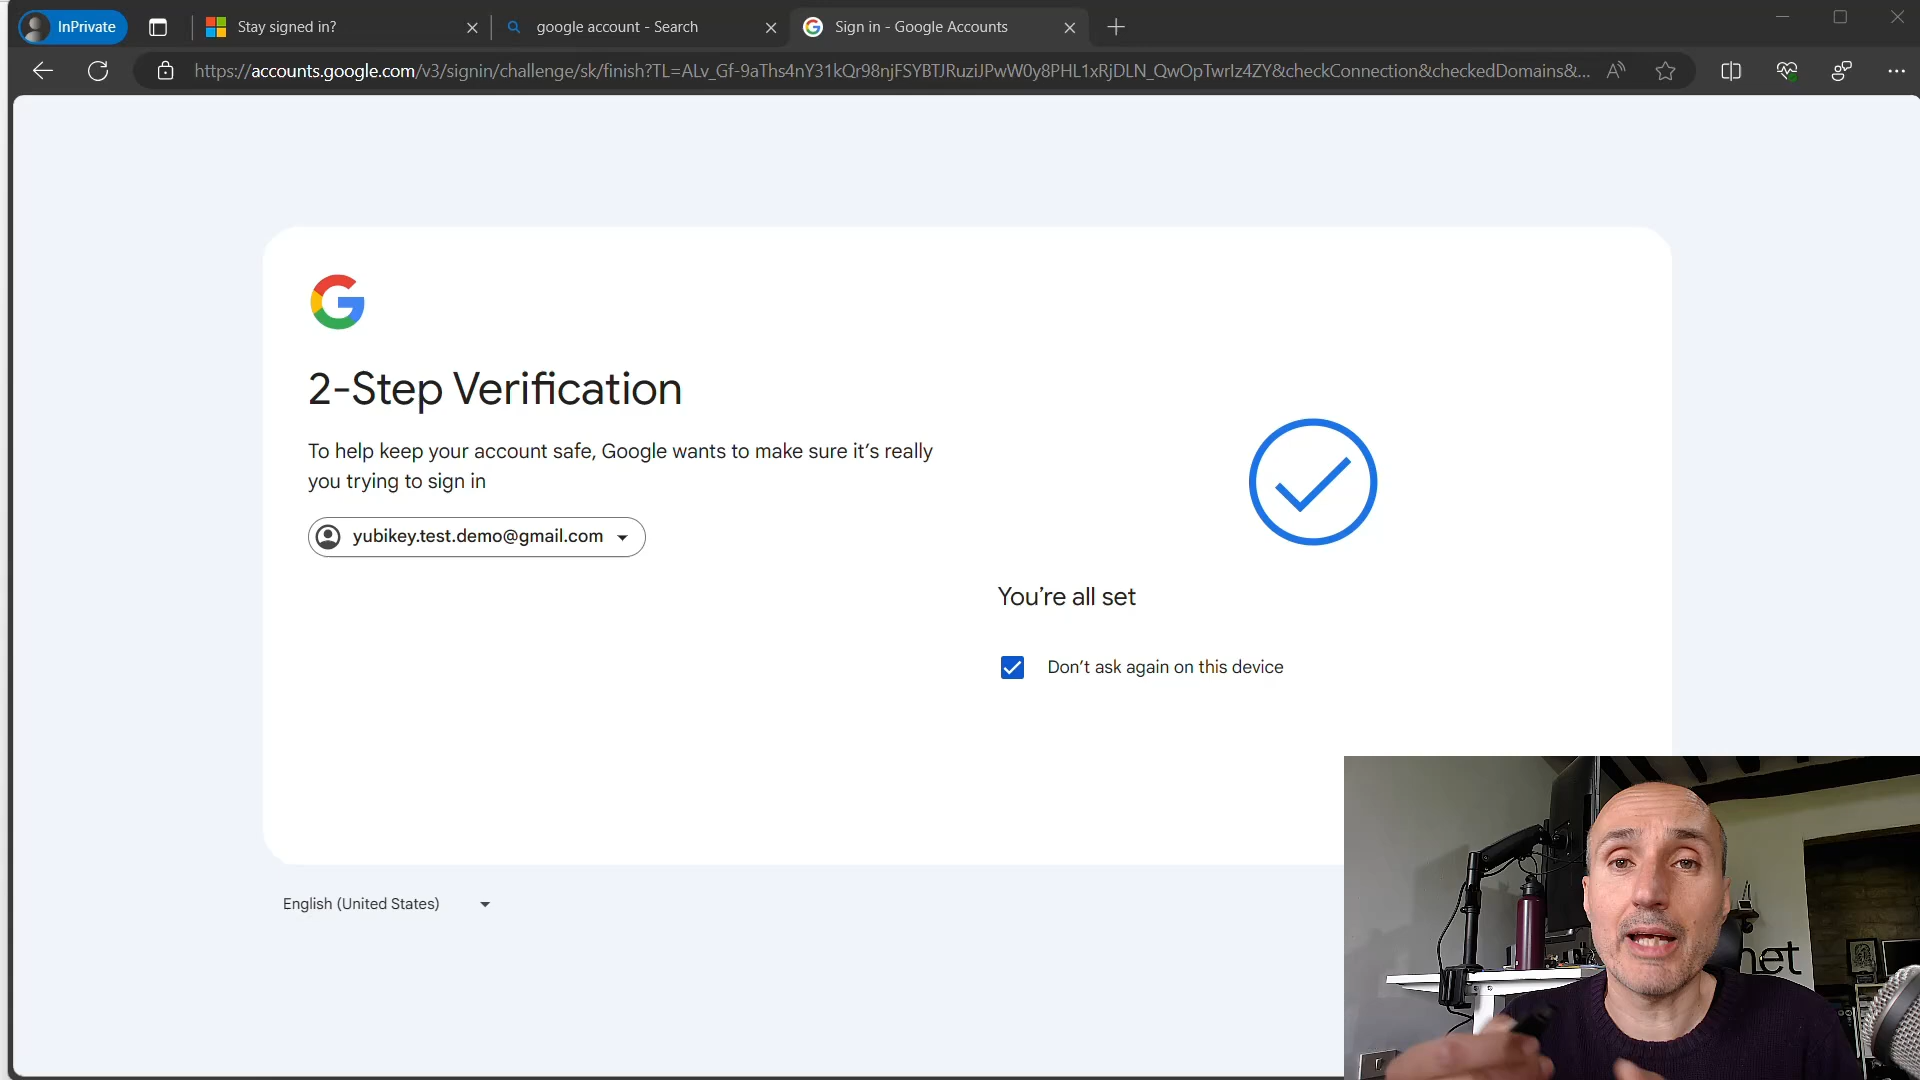 InPrivate
Stay signed in?
google account - Search
Sign in - Google Accounts
https://accounts.google.com/v3/signin/challenge/sk/finish?TL=ALv_Gf-9aThs4nY31kQr98njFSYBTJRuziJPwW0y8PHL1xRjDLN_QwOpTwrIz4ZY&checkConnection&checkedDomains&...
2-Step Verification
To help keep your account safe, Google wants to make sure it's really
you trying to sign in
yubikey.test.demo@gmail.com
You're all set
Don't ask again on this device
English (United States)
net